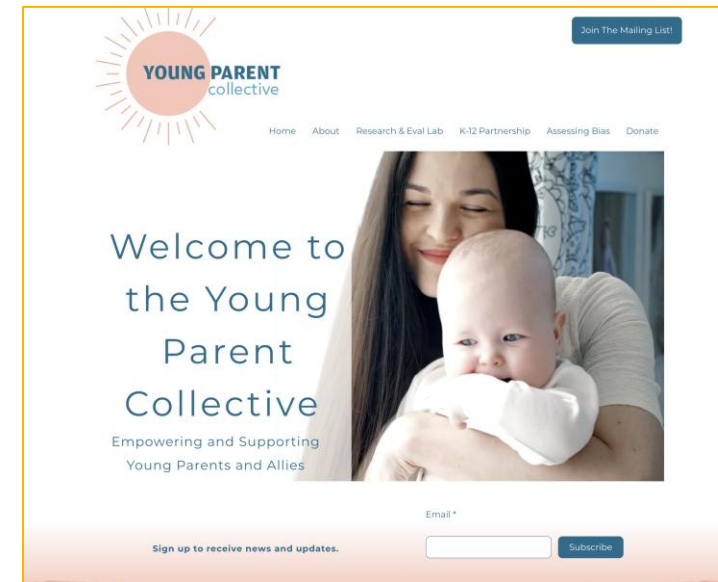 Join The Mailing List!
YOUNG PARENT
collective
Home About Research & Eval Lab K-12 Partnership Assessing Bias Donate
Welcome to
the Young
Parent
Collective
Empowering and Supporting
Young Parents and Allies
Email *
Sign up to receive news and updates.
Subscribe